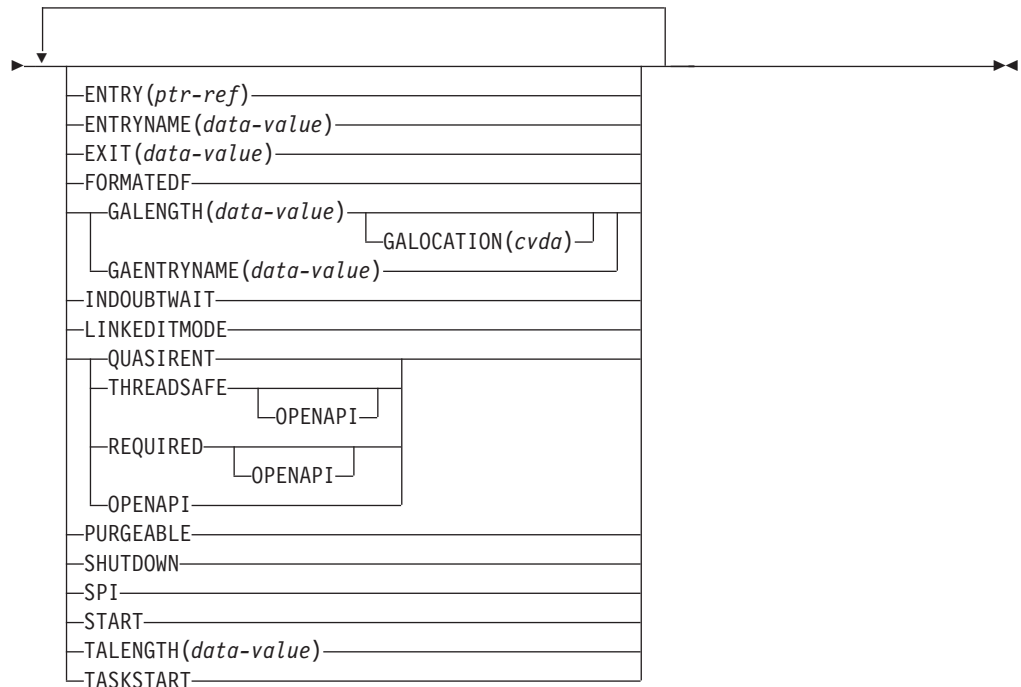 ENTRY(ptr-ref)
ENTRYNAME(data-value)
EXIT(data-value)
FORMATEDF
GALENGTH(data-value)
GALOCATION(cvda)
GAENTRYNAME(data-value)
INDOUBTWAIT
LINKEDITMODE
QUASIRENT
THREADSAFE
OPENAPI
REQUIRED
OPENAPI
OPENAPI
PURGEABLE
SHUTDOWN
SPI
START
TALENGTH(data-value)
TASKSTART